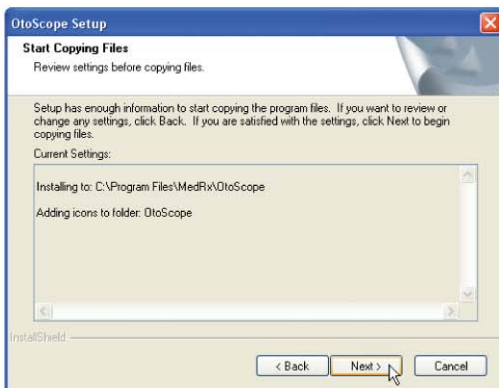 OtoScope Setup
Start Copying Files
Review settings before copying files.
Setup has enough information to start copying the program files. If you want to review or
change any settings, click Back. If you are satisfied with the settings, click Next to begin
copying files.
Current Settings:
Installing to: C:\Program Files\MedRx\OtoScope
Adding icons to folder: OtoScope
InstallShield
< Back Next > Cancel